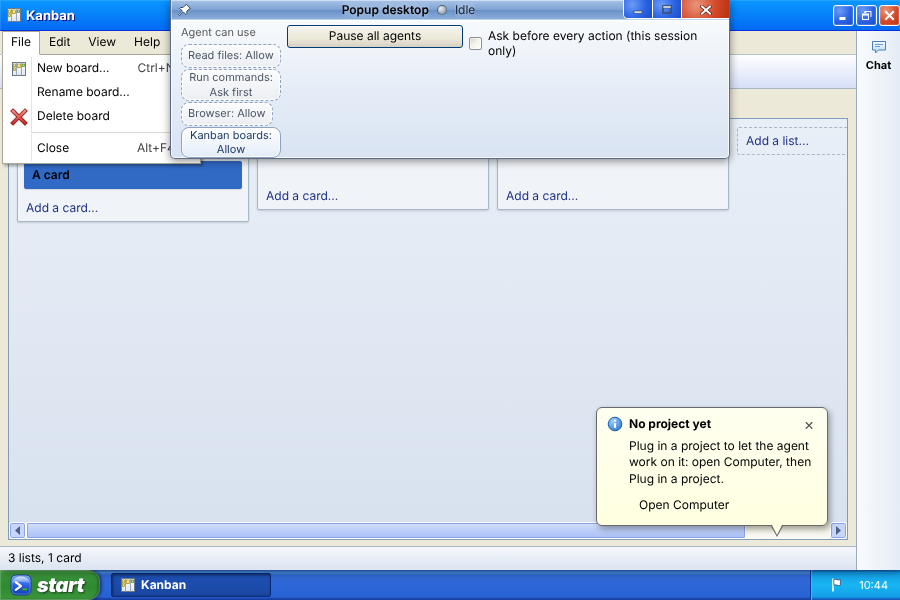 Kanban
Popup desktop
Idle
File
Edit
View
Help
New board...
Rename board...
Delete board
Close
Alt+F4
Agent can use
Read files: Allow
Run commands:
Ask first
Browser: Allow
Kanban boards:
Allow
Pause all agents
Ask before every action (this session
only)
Chat
Add a list...
A card
Add a card...
Add a card...
Add a card...
No project yet
Plug in a project to let the agent
work on it: open Computer, then
Plug in a project.
Open Computer
3 lists, 1 card
start
Kanban
10:44